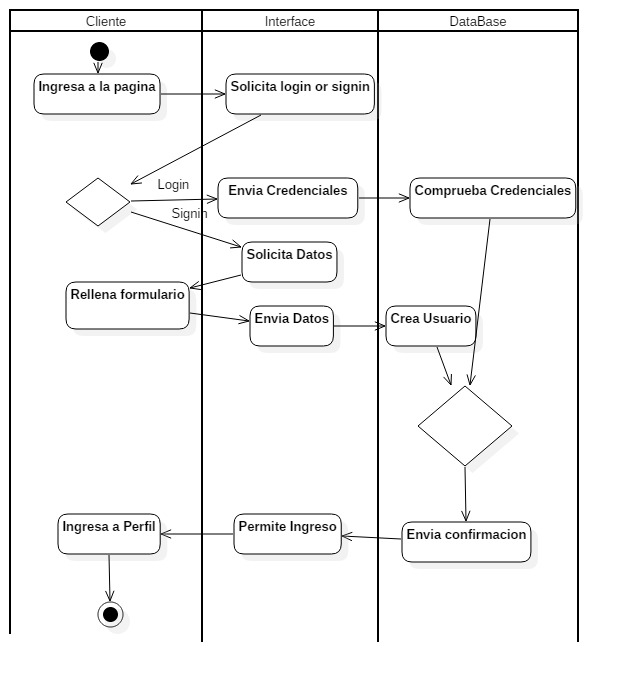 Cliente
Interface
DataBase
Ingresa a la pagina
Solicita login or signin
Login
Envia Credenciales
Comprueba Credenciales
Signin
Solicita Datos
Rellena formulario
Envia Datos
Crea Usuario
Ingresa a Perfil
Permite Ingreso
Envia confirmacion